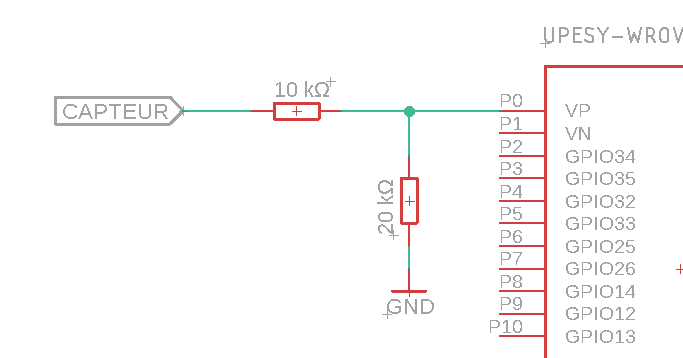 UPESY-WROV
10 kΩ
CAPTEUR
P0 VP
P1 VN
P2 GPIO34
P3 GPIO35
P4 GPIO32
20 kΩ
P5 GPIO33
P6 GPIO25
P7 GPIO26
P8 GPIO14
GND
P9 GPIO12
P10 GPIO13